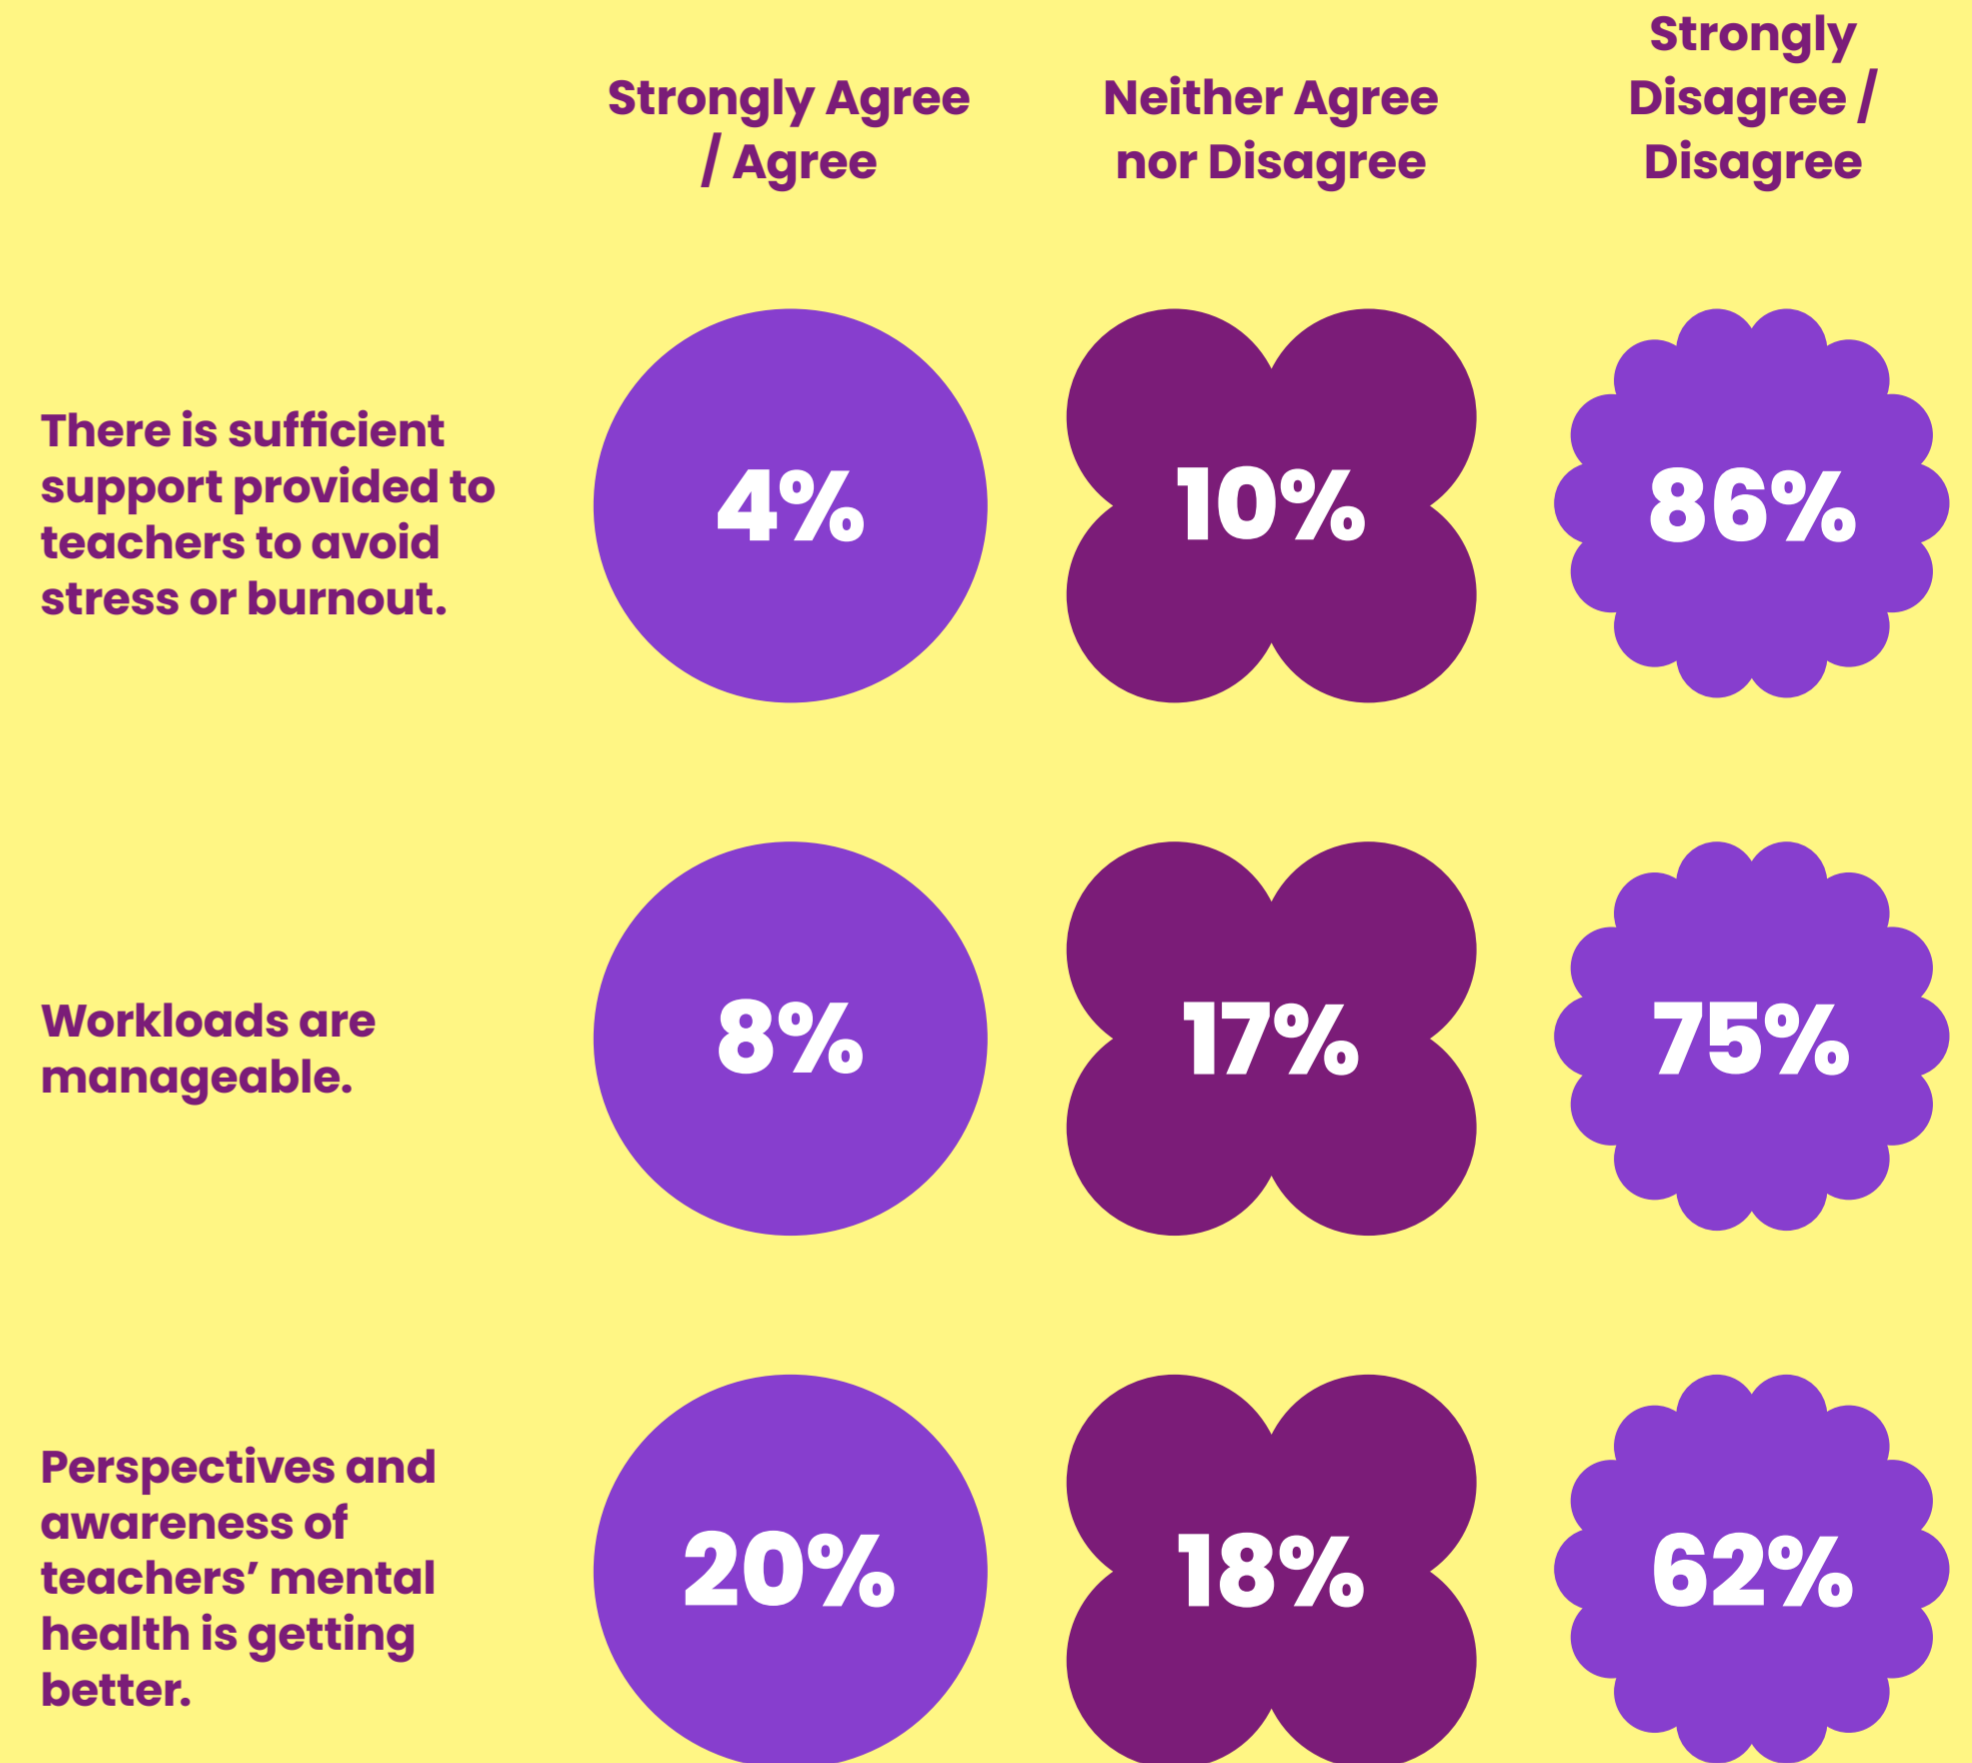 Strongly Agree
/ Agree
Neither Agree
nor Disagree
Strongly
Disagree /
Disagree
There is sufficient
support provided to
teachers to avoid
stress or burnout.
4%
10%
86%
Workloads are
manageable.
8%
17%
75%
Perspectives and
awareness of
teachers’ mental
health is getting
better.
20%
18%
62%